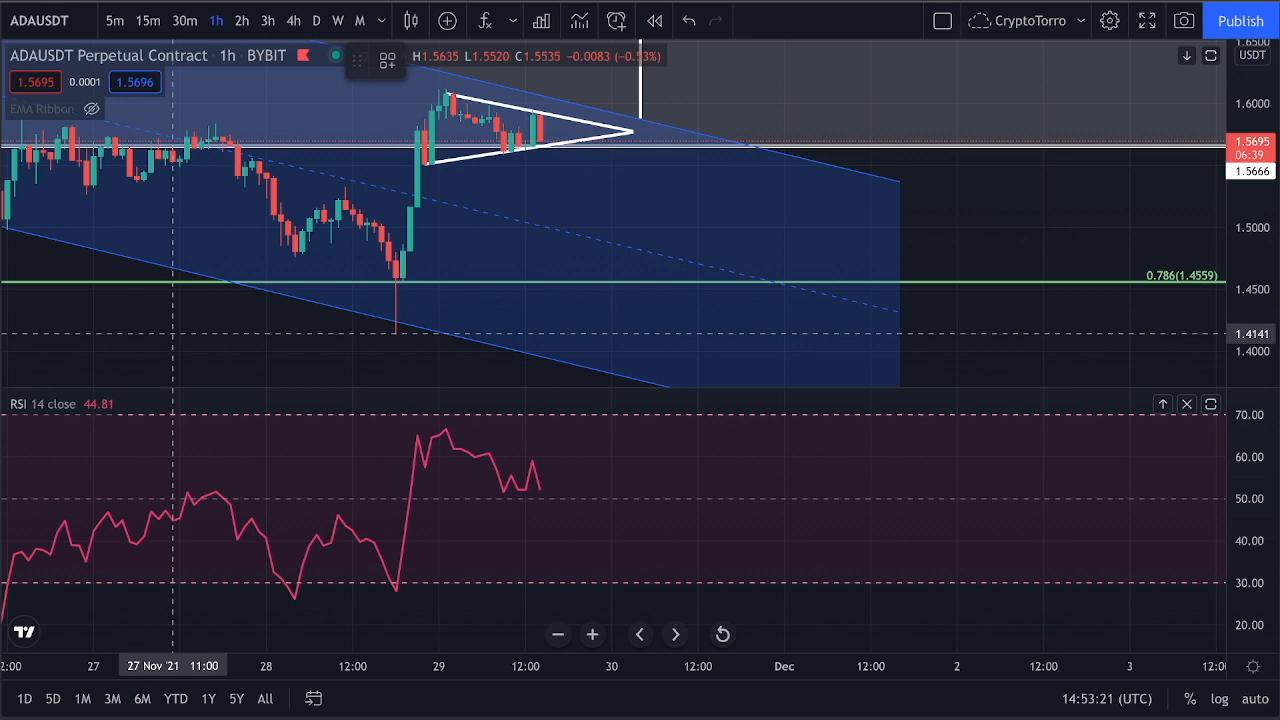 ADAUSDT 5m 15m 30m 1h 2h 3h 4h D W M CryptoTorro Publish
ADAUSDT Perpetual Contract · 1h · BYBIT H1.5635 L1.5520 C1.5535 −0.0083 (−0.53%)
1.5695 0.0001 1.5696
EMA Ribbon
1.6500
USDT
1.6000
1.5695
06:39
1.5666
1.5000
0.786(1.4559)
1.4500
1.4141
1.4000
RSI 14 close 44.81
70.00
60.00
50.00
40.00
30.00
20.00
2:00 27 27 Nov '21 11:00 28 12:00 29 12:00 30 12:00 Dec 12:00 2 12:00 3 12:0
1D 5D 1M 3M 6M YTD 1Y 5Y All 14:53:21 (UTC) % log auto